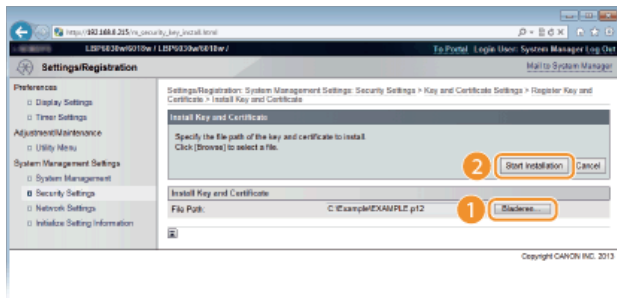 http://192.168.0.215/m_security_key_install.html
LBP6030w/6018w / LBP6030w/6018w /
To Portal Login User: System Manager Log Out
Settings/Registration
Mail to System Manager
Preferences
Display Settings
Timer Settings
Adjustment/Maintenance
Utility Menu
System Management Settings
System Management
Security Settings
Network Settings
Initialize Setting Information
Settings/Registration: System Management Settings: Security Settings > Key and Certificate Settings > Register Key and
Certificate > Install Key and Certificate
Install Key and Certificate
Specify the file path of the key and certificate to install.
Click [Browse] to select a file.
2
Start Installation
Cancel
Install Key and Certificate
File Path:
C:\Example\EXAMPLE.p12
1
Bladeren...
Copyright CANON INC. 2013